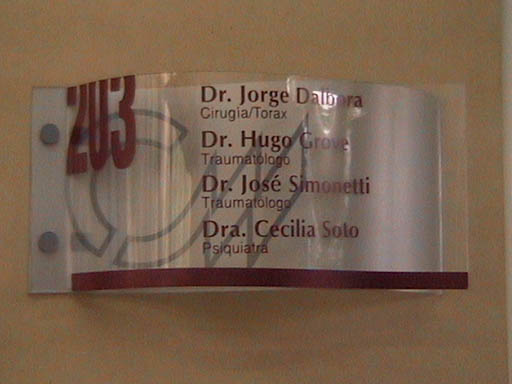 203
Dr. Jorge Dalbora
Cirugía/Torax
Dr. Hugo Grove
Traumatólogo
Dr. José Simonetti
Traumatólogo
Dra. Cecilia Soto
Psiquiatra